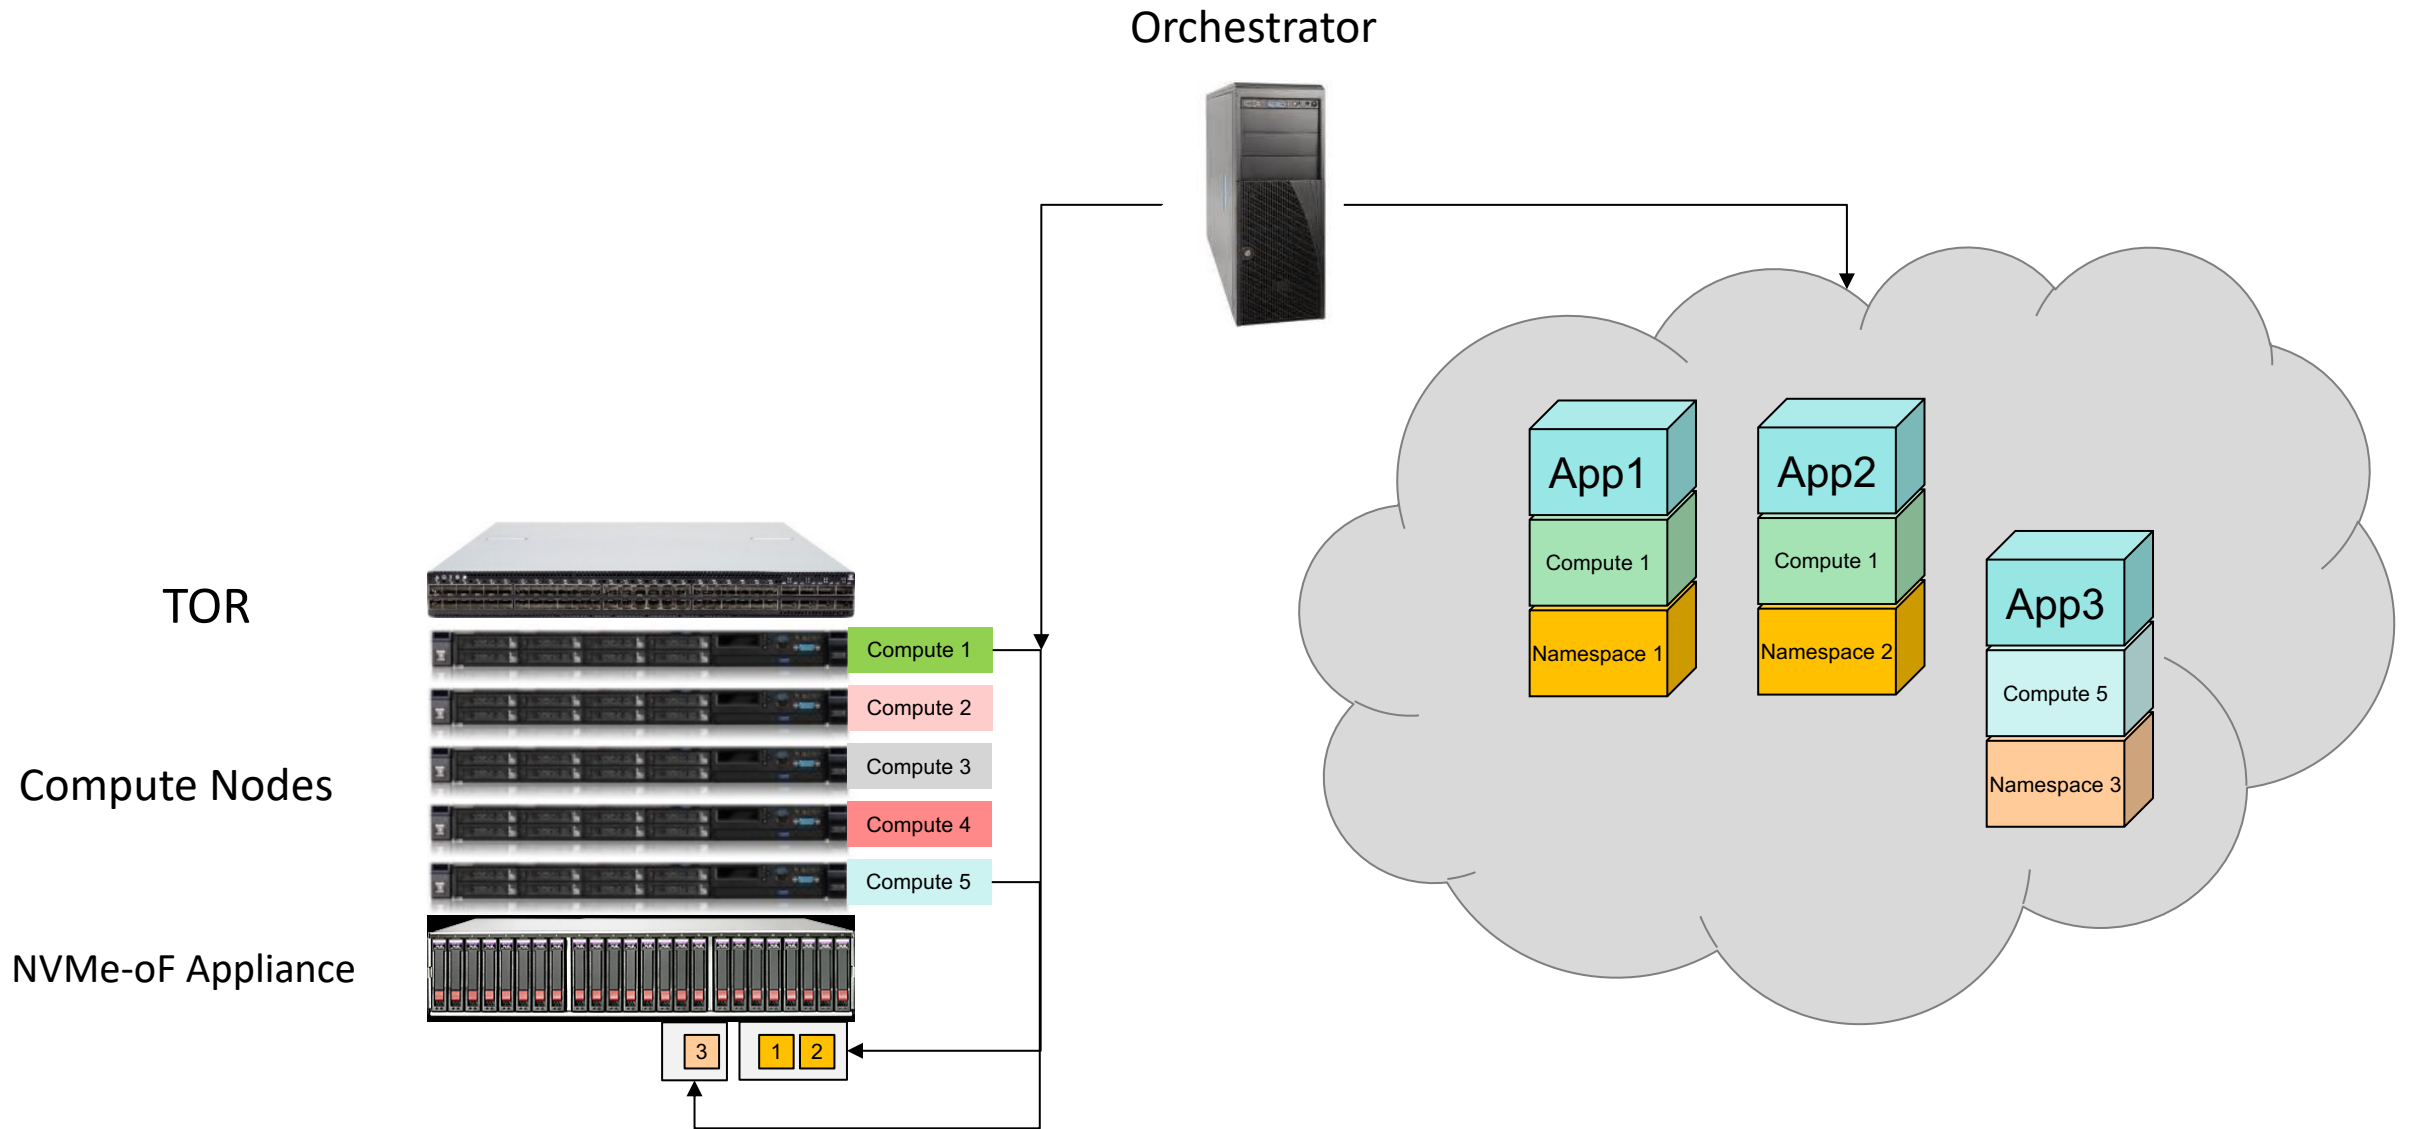 Orchestrator
App1
Compute 1
Namespace 1
App2
Compute 1
Namespace 2
App3
Compute 5
Namespace 3
TOR
Compute Nodes
Compute 1
Compute 2
Compute 3
Compute 4
Compute 5
NVMe-oF Appliance
3
1
2